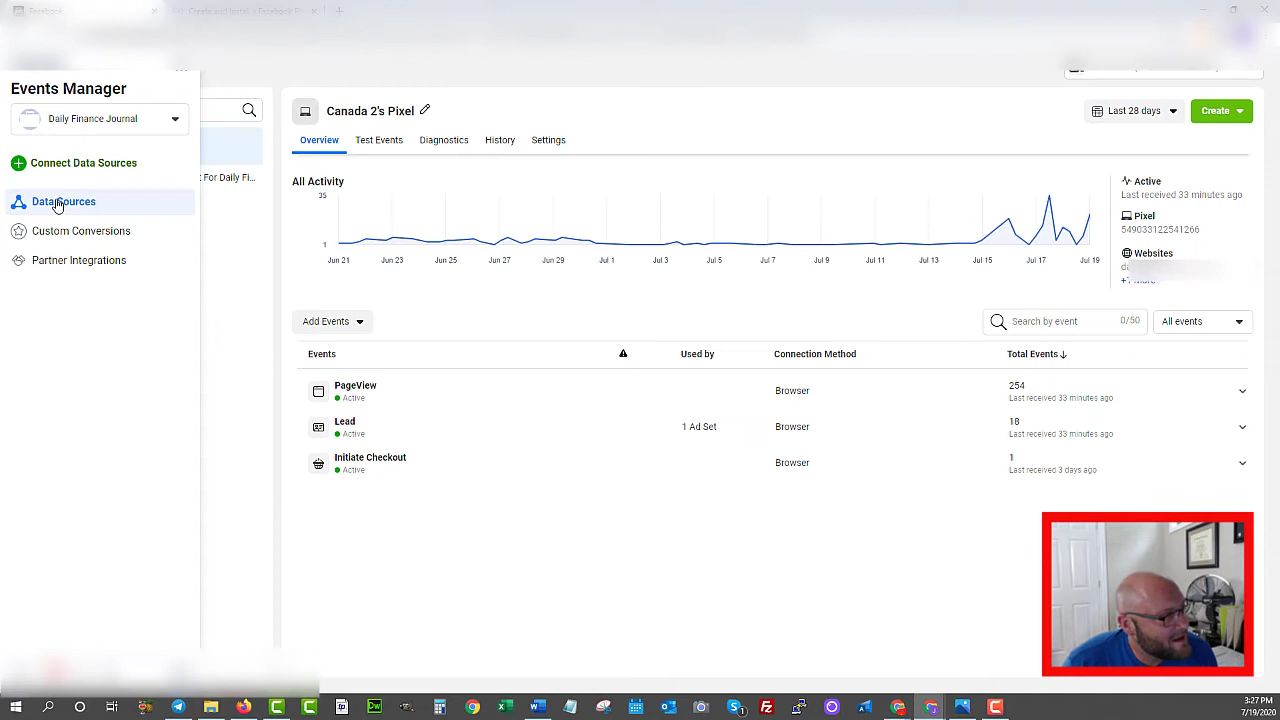 Facebook
Events Manager
Daily Finance Journal
Connect Data Sources
Data Sources
Custom Conversions
Partner Integrations
t For Daily Fi...
Canada 2's Pixel
Last 28 days
Create
Overview
Test Events
Diagnostics
History
Settings
All Activity
35
1
Jun 21
Jun 23
Jun 25
Jun 27
Jun 29
Jul 1
Jul 3
Jul 5
Jul 7
Jul 9
Jul 11
Jul 13
Jul 15
Jul 17
Jul 19
Active
Last received 33 minutes ago
Pixel
549033122541266
Websites
Add Events
Search by event
0/50
All events
Events
Used by
Connection Method
Total Events
PageView
Active
Browser
254
Last received 33 minutes ago
Lead
Active
1 Ad Set
Browser
18
Last received 33 minutes ago
Initiate Checkout
Active
Browser
1
Last received 3 days ago
3:27 PM
7/19/2020